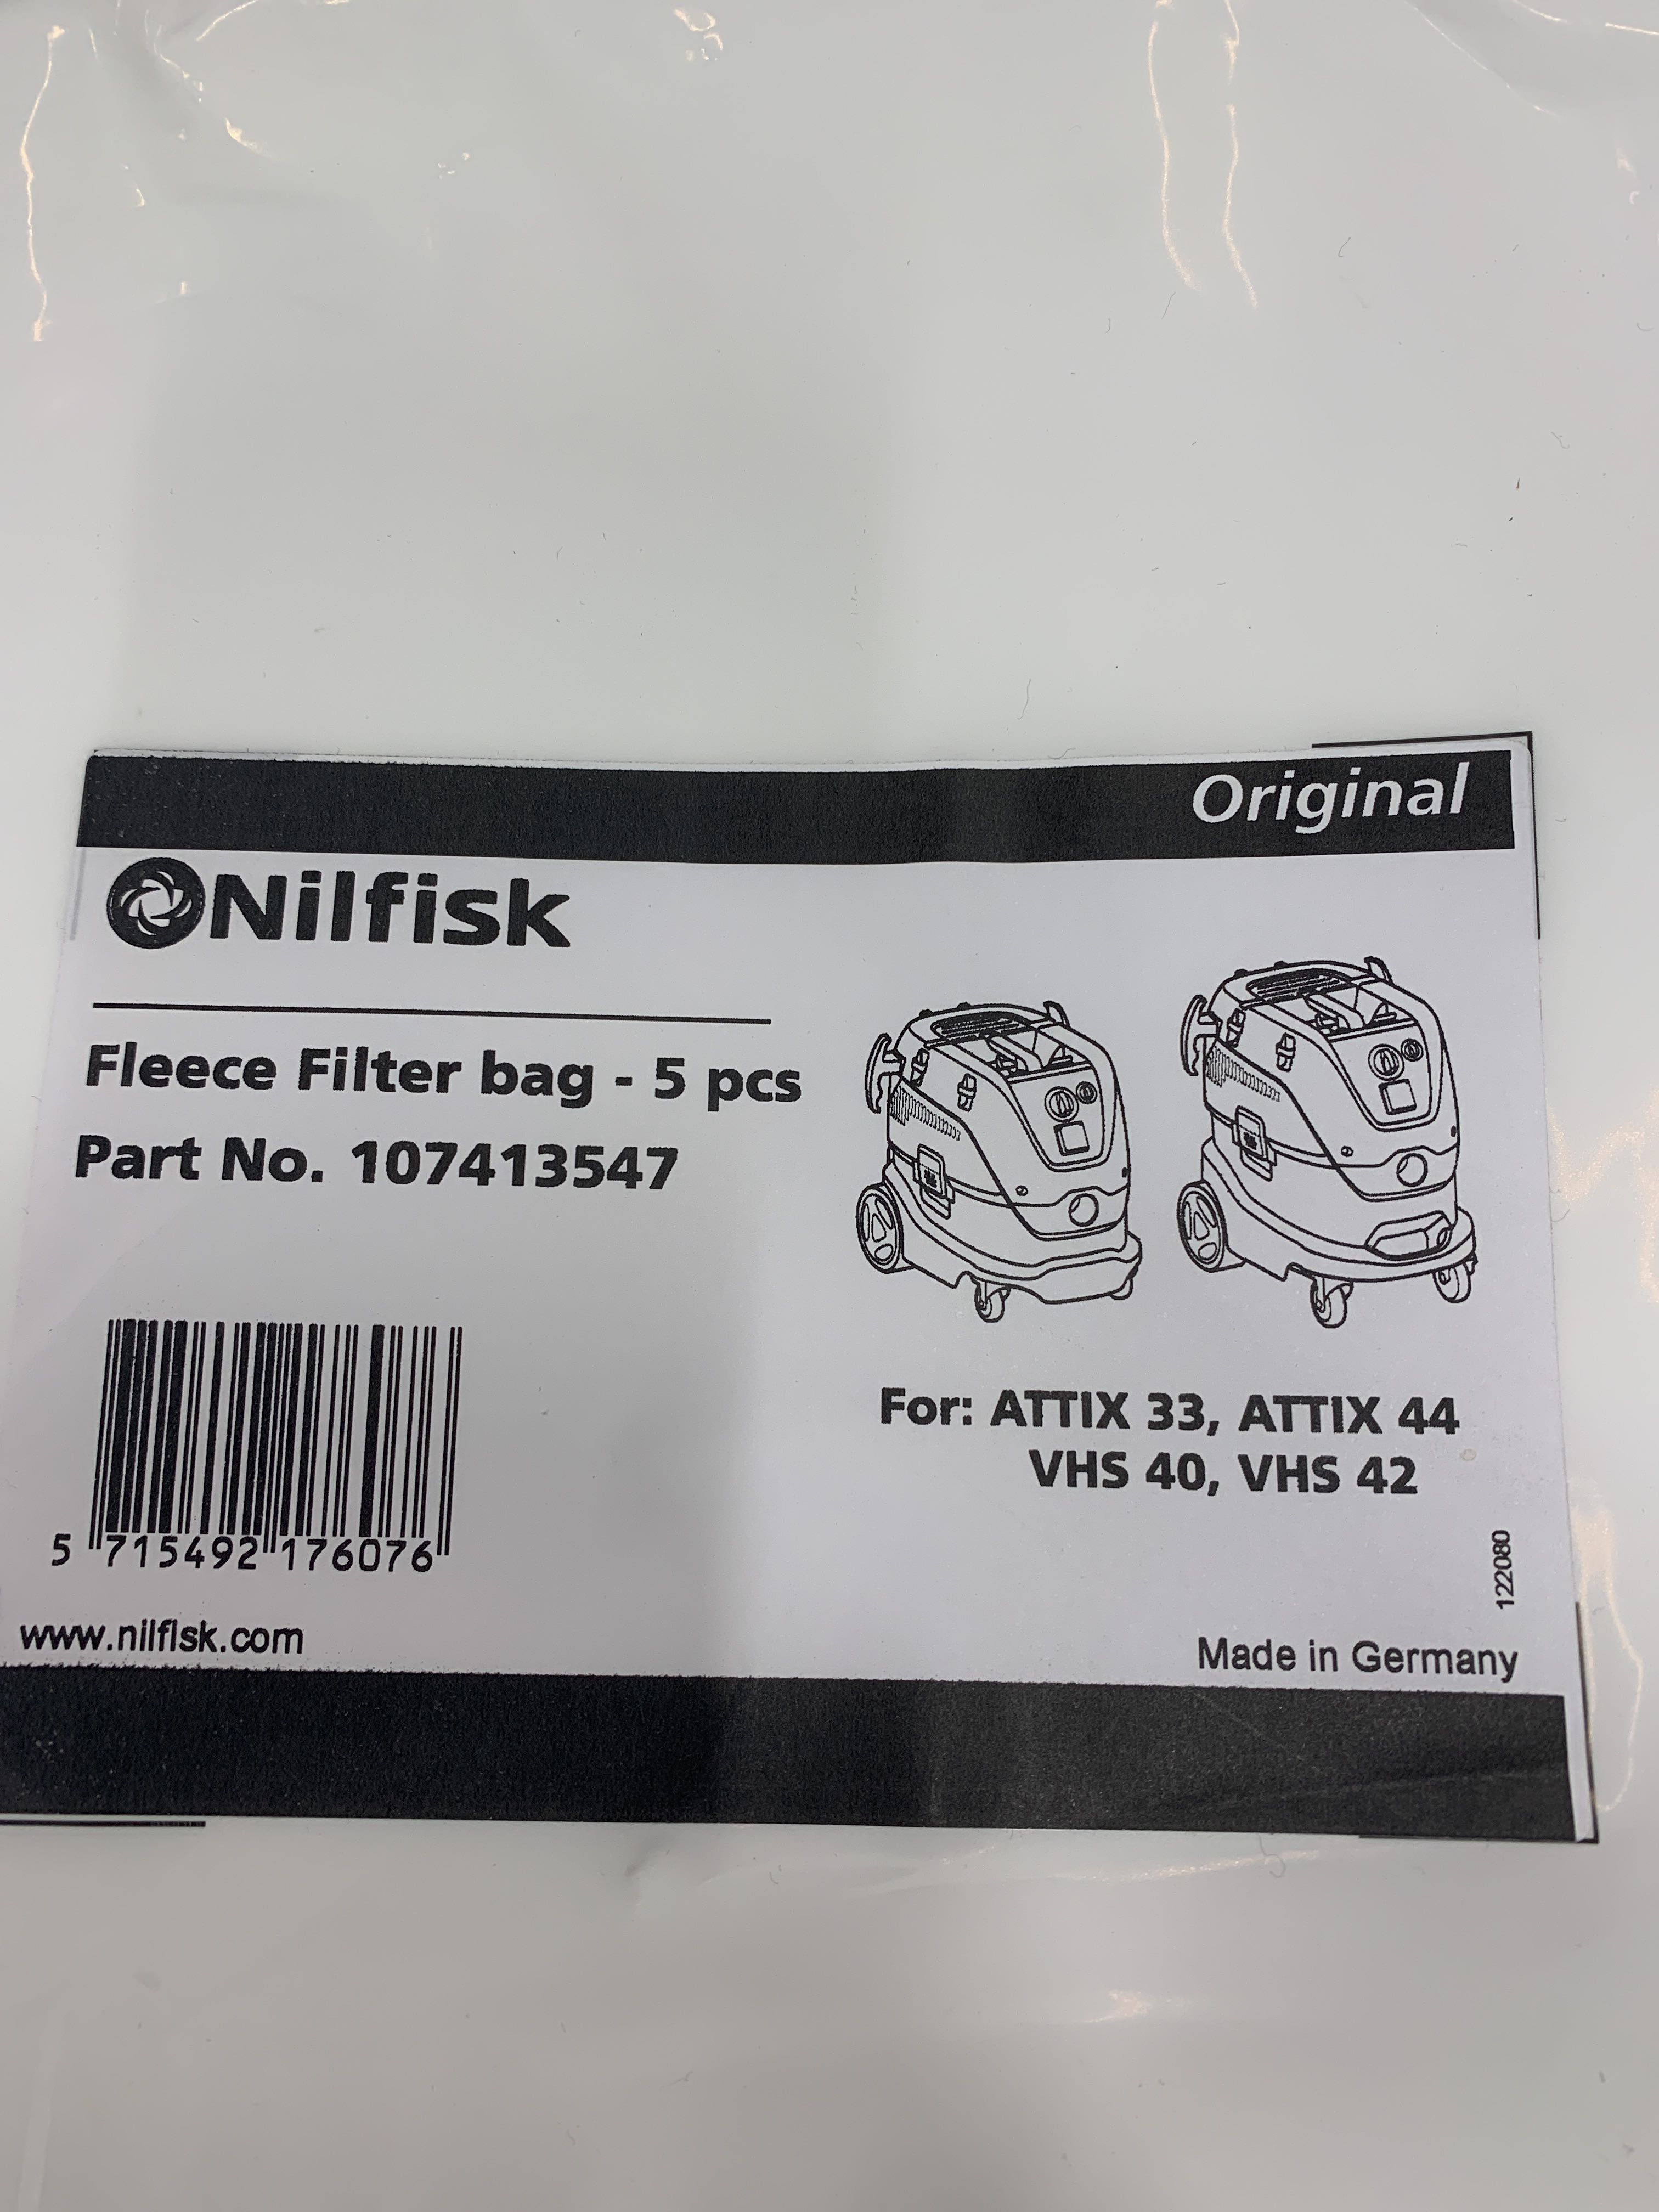 Original
Nilfisk
Fleece Filter bag - 5 pcs
Part No. 107413547
For: ATTIX 33, ATTIX 44
VHS 40, VHS 42
5 715492 176076
122080
www.nilfisk.com
Made in Germany